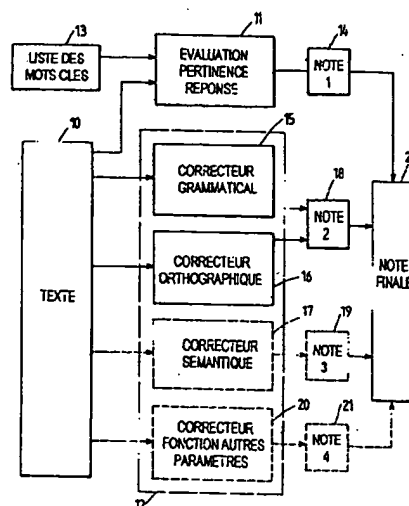 13
LISTE DES
MOTS CLES
11
EVALUATION
PERTINENCE
REPONSE
14
NOTE
1
10
TEXTE
15
CORRECTEUR
GRAMMATICAL
18
NOTE
2
CORRECTEUR
ORTHOGRAPHIQUE
16
NOTE
FINALE
17
CORRECTEUR
SEMANTIQUE
19
NOTE
3
20
CORRECTEUR
FONCTION AUTRES
PARAMETRES
21
NOTE
4
12